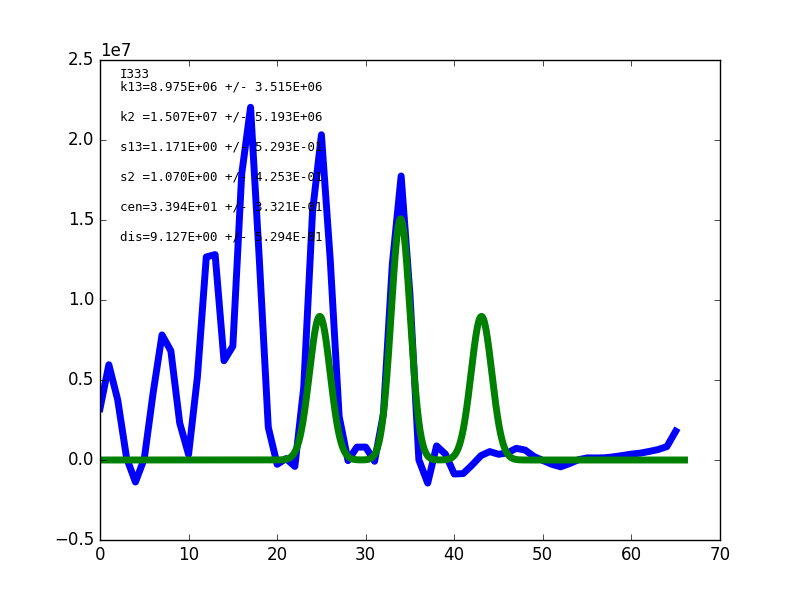 1e7
2.5
2.0
1.5
1.0
0.5
0.0
−0.5
I333
k13=8.975E+06 +/- 3.515E+06
k2 =1.507E+07 +/- 5.193E+06
s13=1.171E+00 +/- 5.293E-01
s2 =1.070E+00 +/- 4.253E-01
cen=3.394E+01 +/- 3.321E-01
dis=9.127E+00 +/- 5.294E-01
0 10 20 30 40 50 60 70